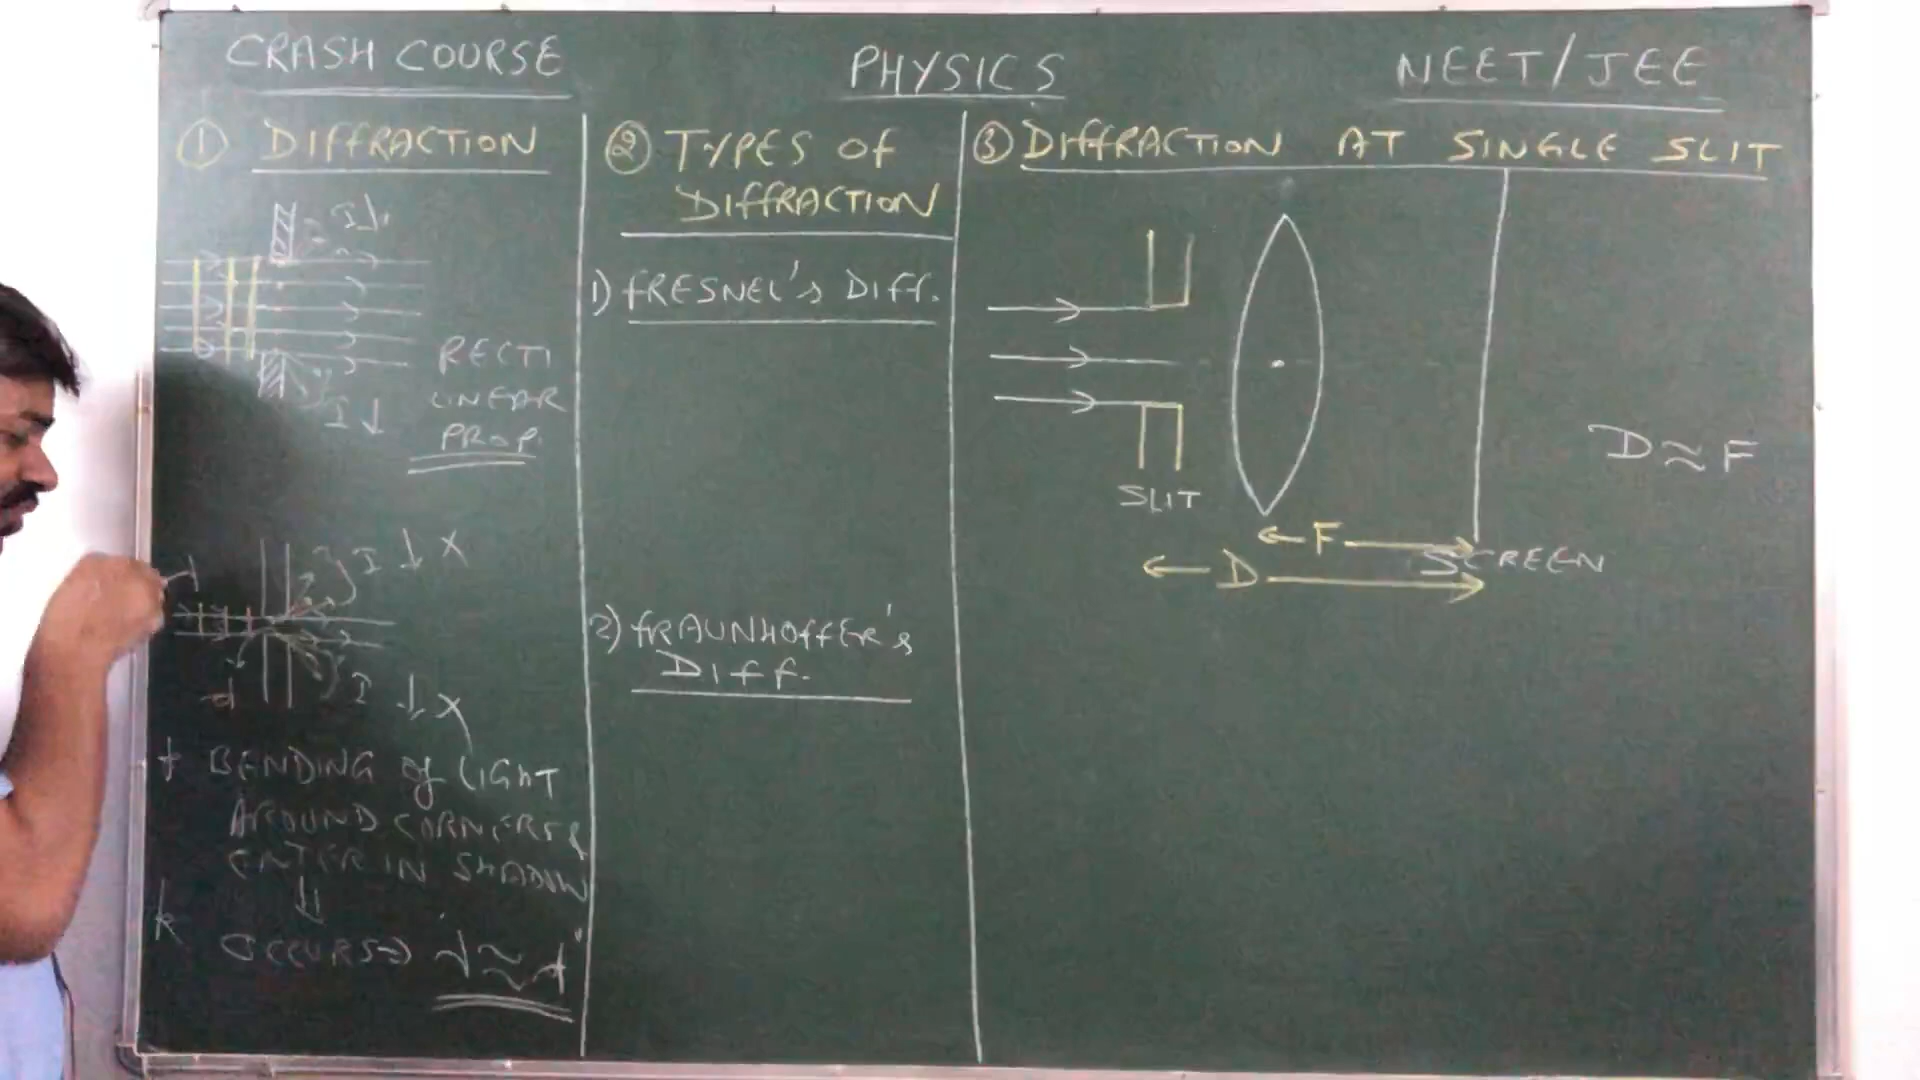 CRASH COURSE
PHYSICS
NEET/JEE
① DIFFRACTION
I↓
RECTI
LINEAR
PROP.
I↓
I ↓ X
d
I ↓ X
* BENDING of LIGHT
AROUND CORNERS &
ENTER IN SHADOW
⇓
* OCCURS⇒
② TYPES OF
DIFFRACTION
1) FRESNEL's DIFF.
2) FRAUNHOFFER's
DIFF.
③ DIFFRACTION AT SINGLE SLIT
SLIT
F
SCREEN
D
D ≈ F